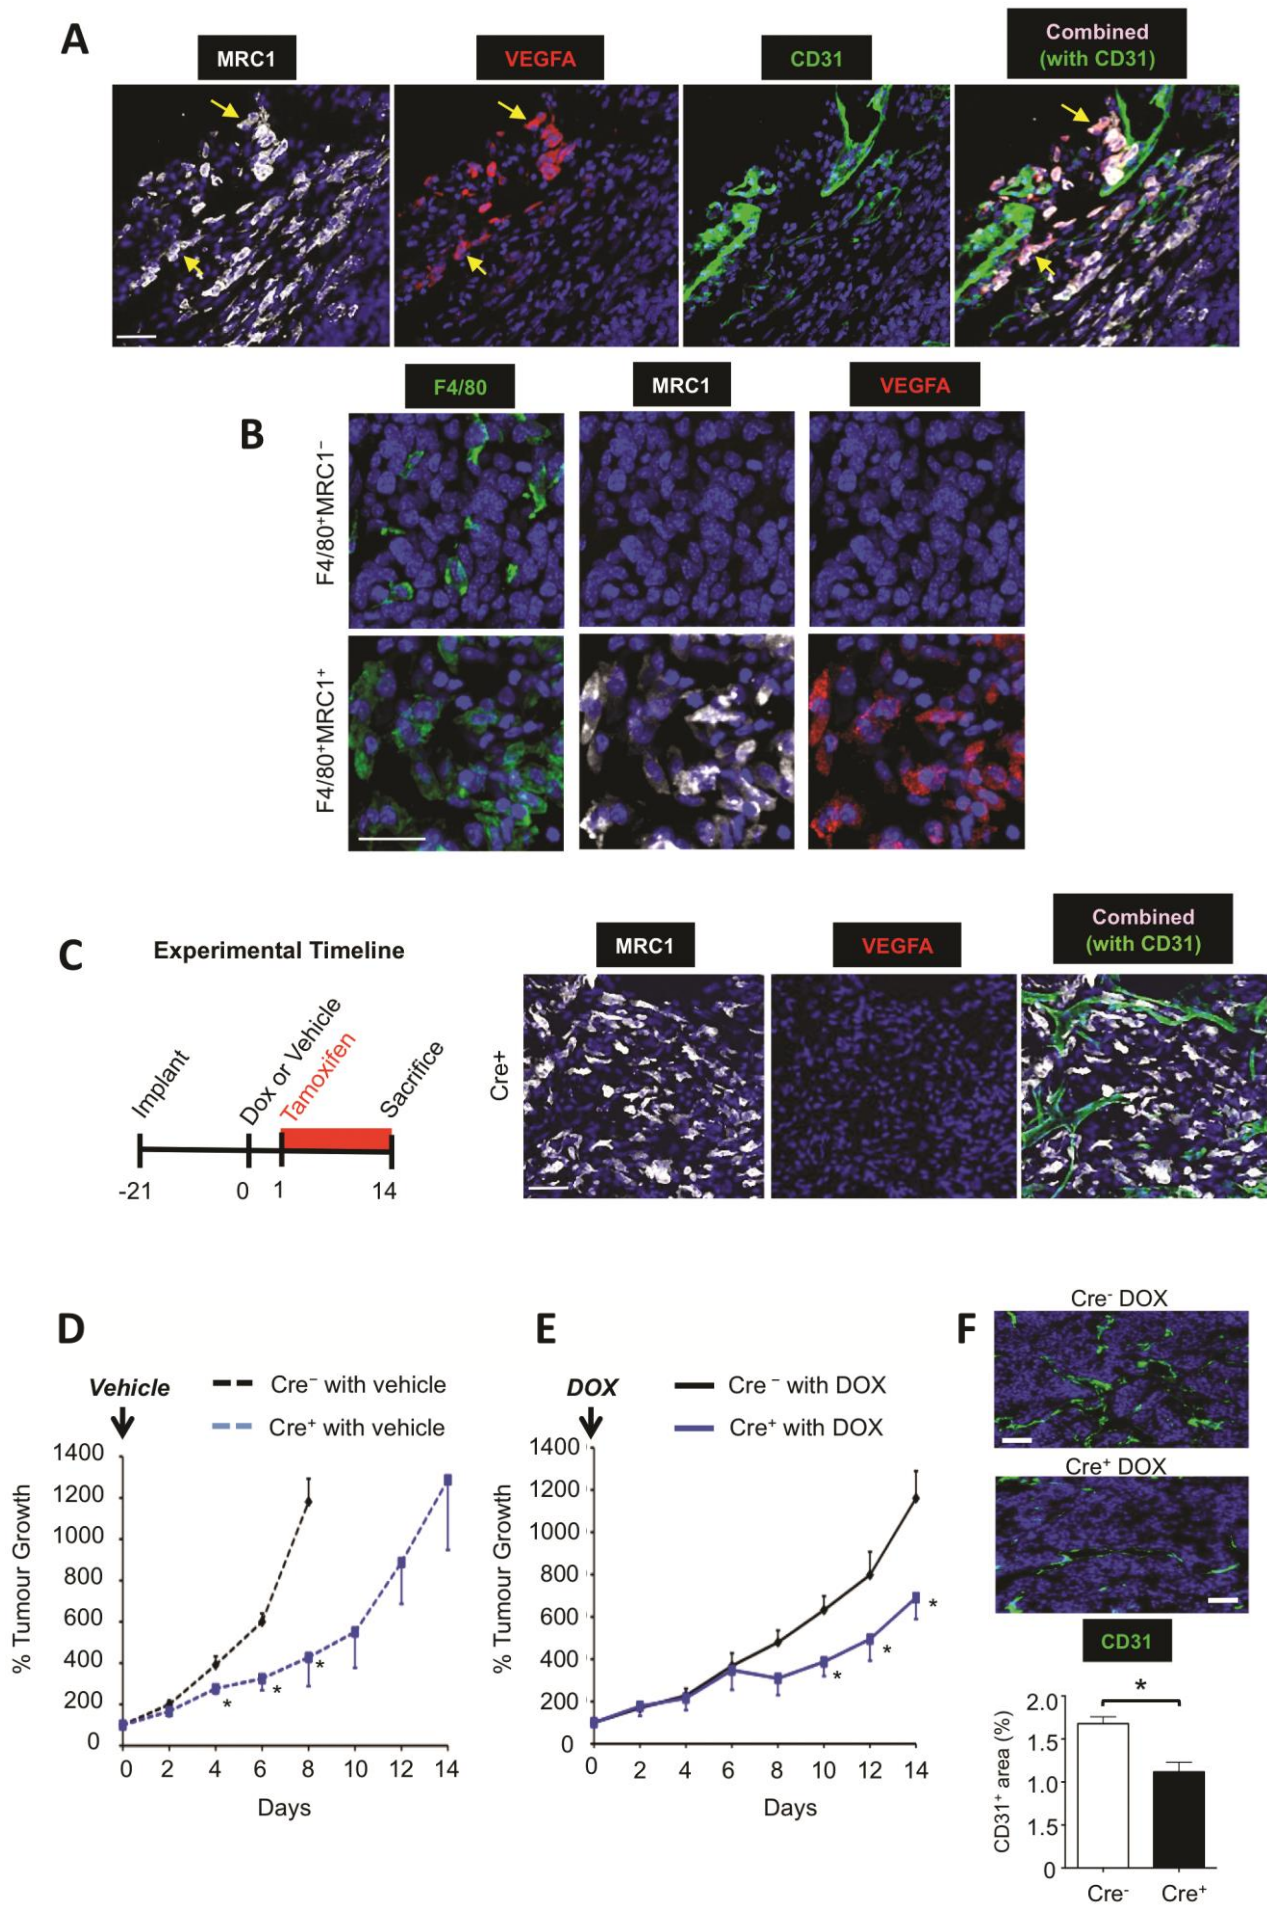 A
MRC1
VEGFA
CD31
Combined
(with CD31)
B
F4/80
MRC1
VEGFA
F4/80⁺MRC1⁻
F4/80⁺MRC1⁺
C
Experimental Timeline
Implant
Dox or Vehicle
Tamoxifen
Sacrifice
-21
0
1
14
Cre+
MRC1
VEGFA
Combined
(with CD31)
D
Vehicle
Cre⁻ with vehicle
Cre⁺ with vehicle
% Tumour Growth
1400
1200
1000
800
600
400
200
0
*
*
*
0 2 4 6 8 10 12 14
Days
E
DOX
Cre⁻ with DOX
Cre⁺ with DOX
% Tumour Growth
1400
1200
1000
800
600
400
200
0
*
*
*
0 2 4 6 8 10 12 14
Days
F
Cre⁻ DOX
Cre⁺ DOX
CD31
CD31⁺ area (%)
2.0
1.5
1.0
1.5
0
*
Cre⁻ Cre⁺